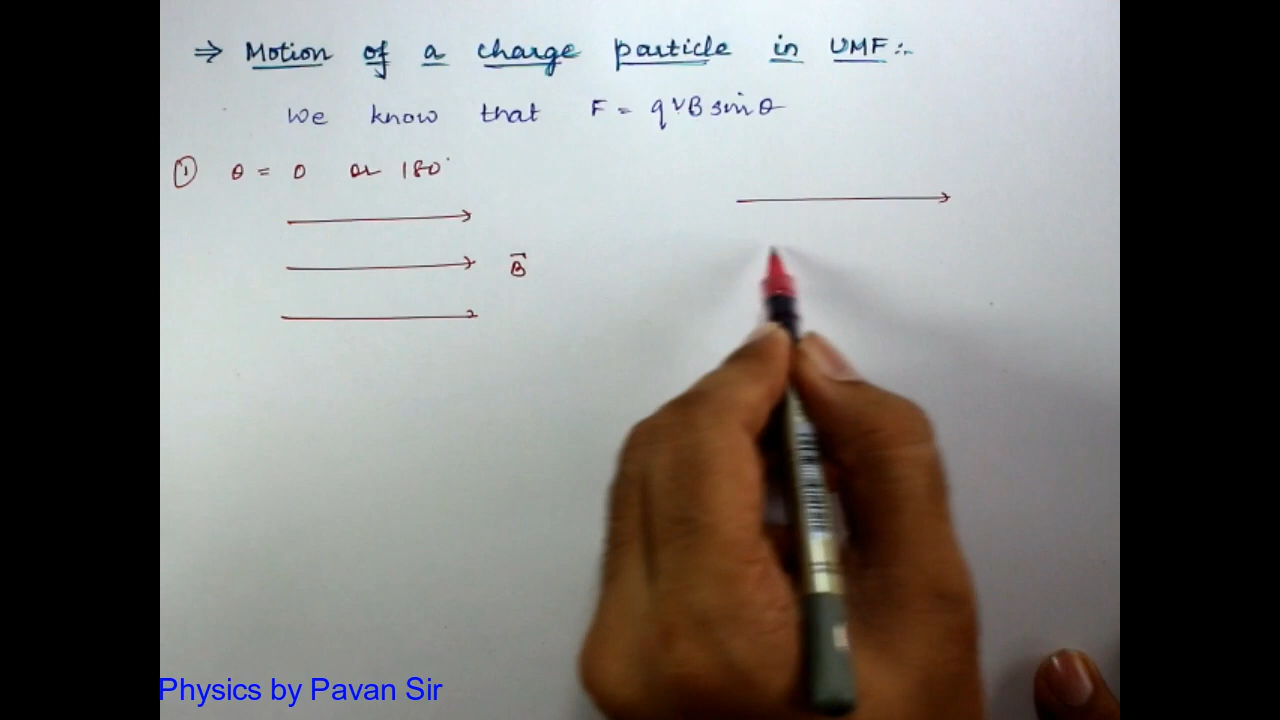 ⇒ Motion of a charge particle in UMF:-
We know that F = qVB sinθ
① θ = 0 or 180°
B⃗
Physics by Pavan Sir